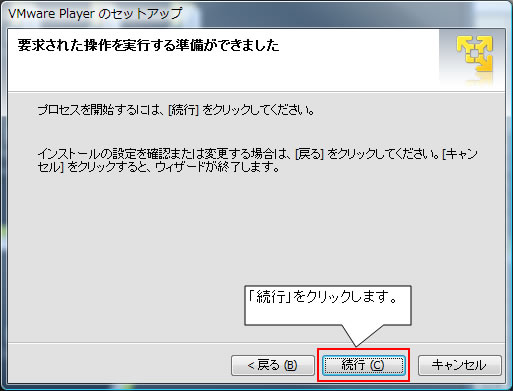 VMware Player のセットアップ
要求された操作を実行する準備ができました
プロセスを開始するには、[続行] をクリックしてください。
インストールの設定を確認または変更する場合は、[戻る] をクリックしてください。[キャン
セル] をクリックすると、ウィザードが終了します。
「続行」をクリックします。
< 戻る (B)
続行 (C)
キャンセル